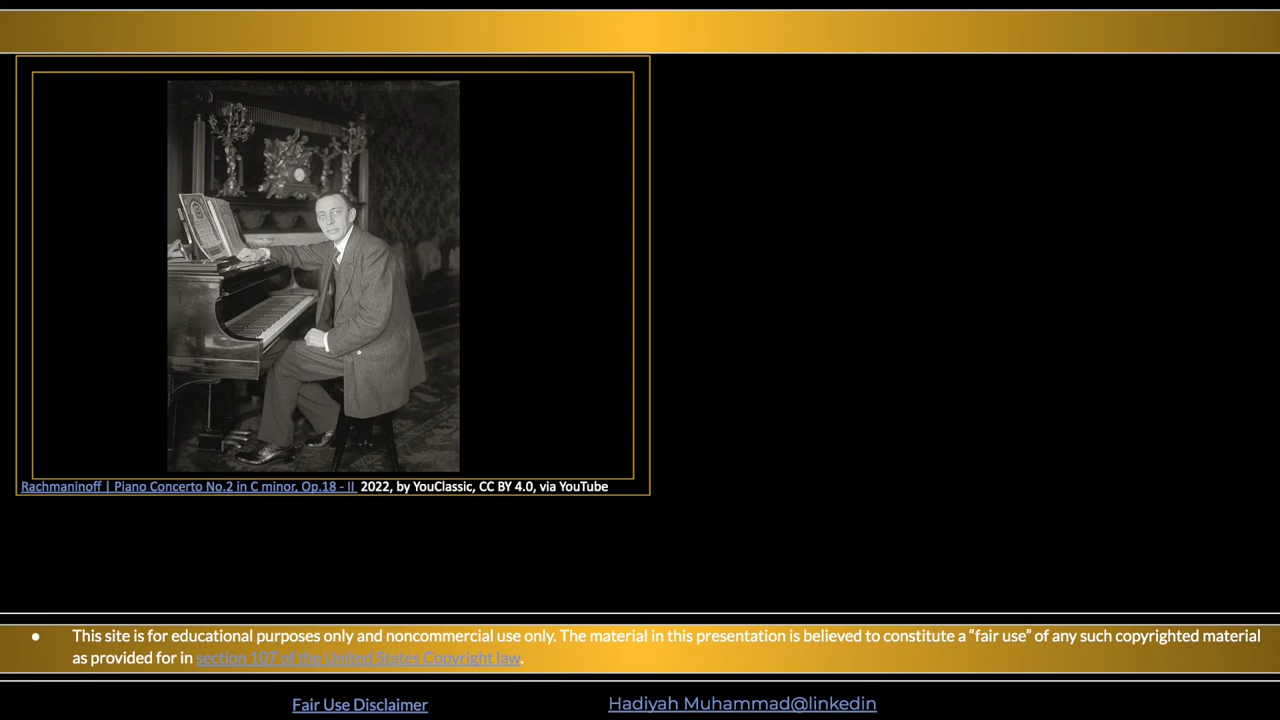 Rachmaninoff | Piano Concerto No.2 in C minor, Op.18 - II 2022, by YouClassic, CC BY 4.0, via YouTube
● This site is for educational purposes only and noncommercial use only. The material in this presentation is believed to constitute a “fair use” of any such copyrighted material
as provided for in section 107 of the United States Copyright law.
Fair Use Disclaimer Hadiyah Muhammad@linkedin